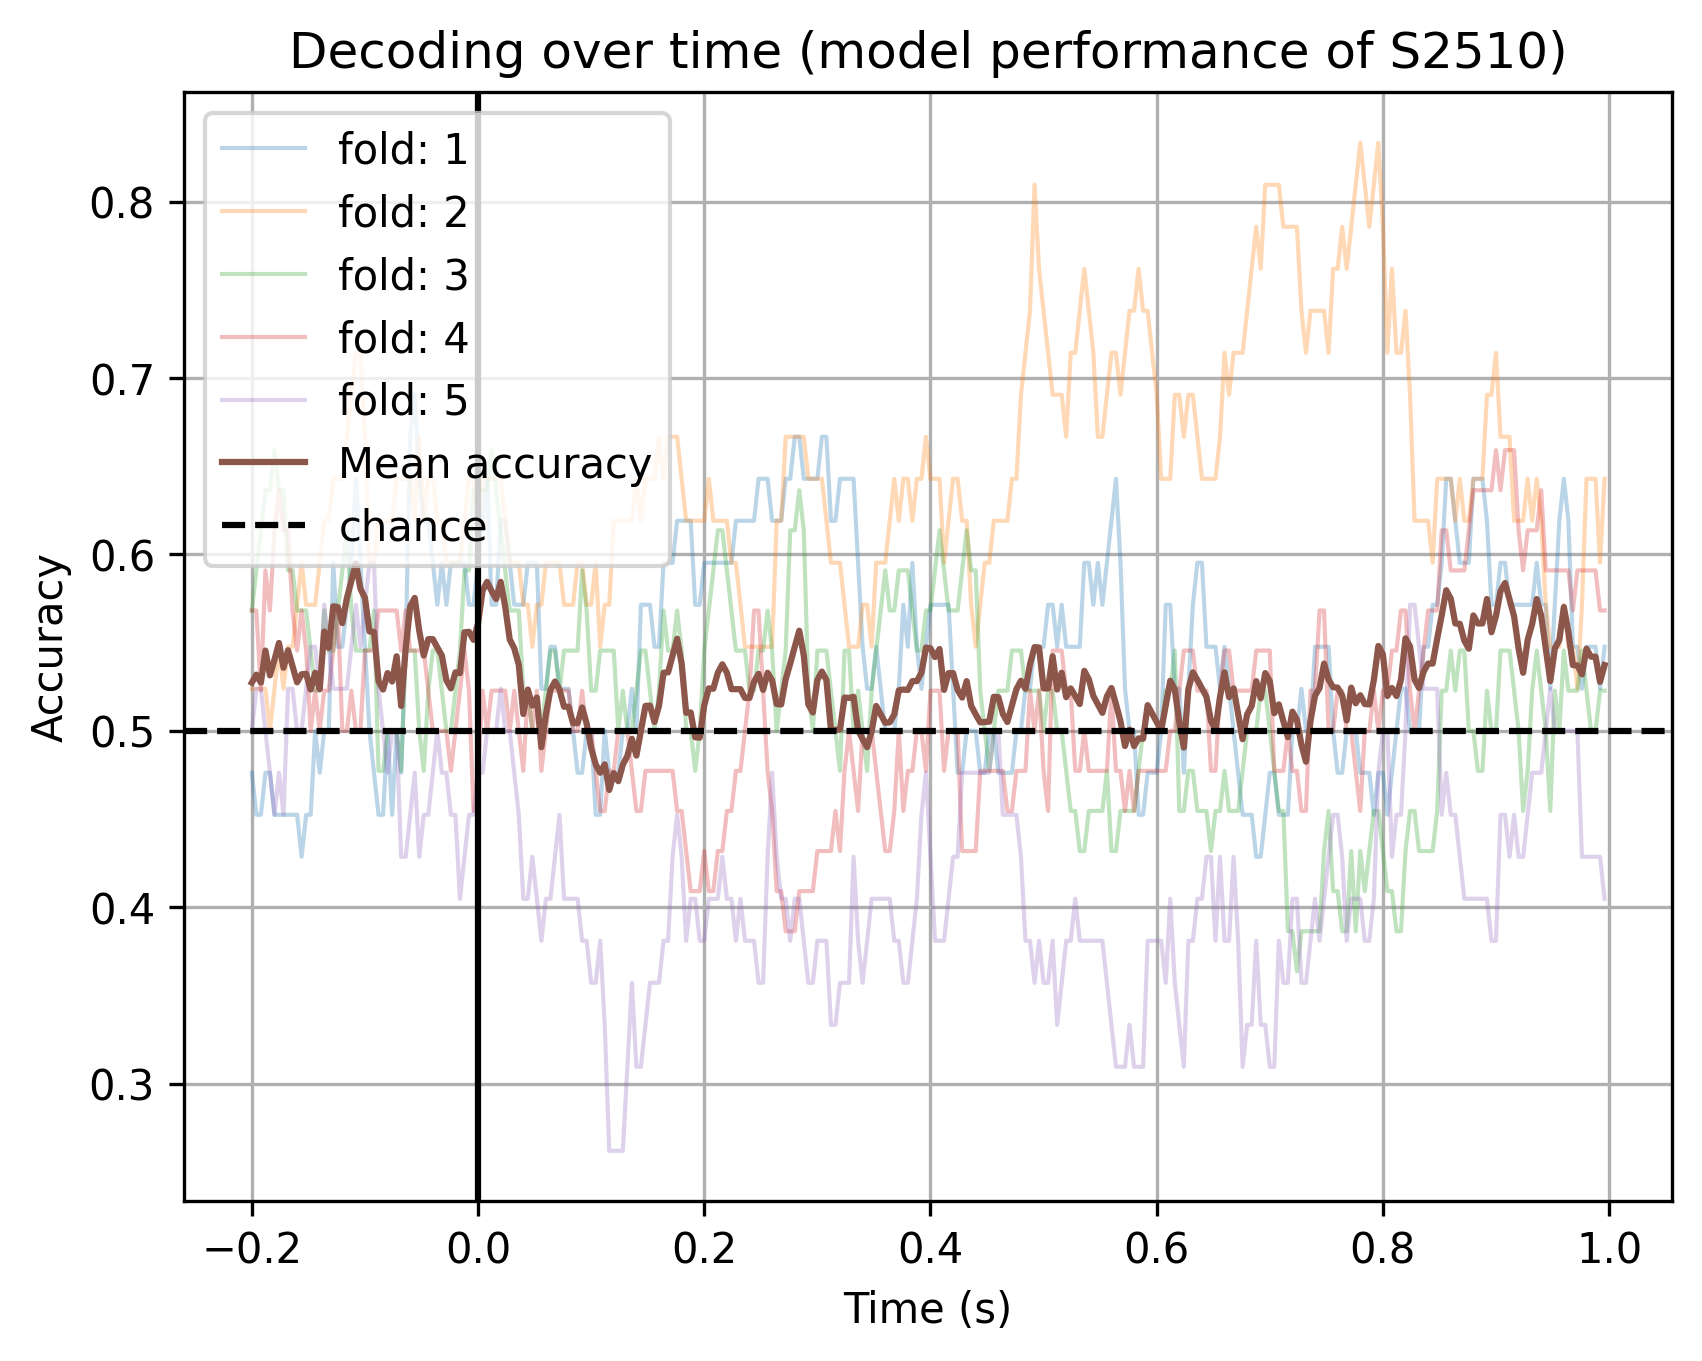 Decoding over time (model performance of S2510)
fold: 1
fold: 2
fold: 3
fold: 4
fold: 5
Mean accuracy
chance
Accuracy
0.8
0.7
0.6
0.5
0.4
0.3
−0.2 0.0 0.2 0.4 0.6 0.8 1.0
Time (s)